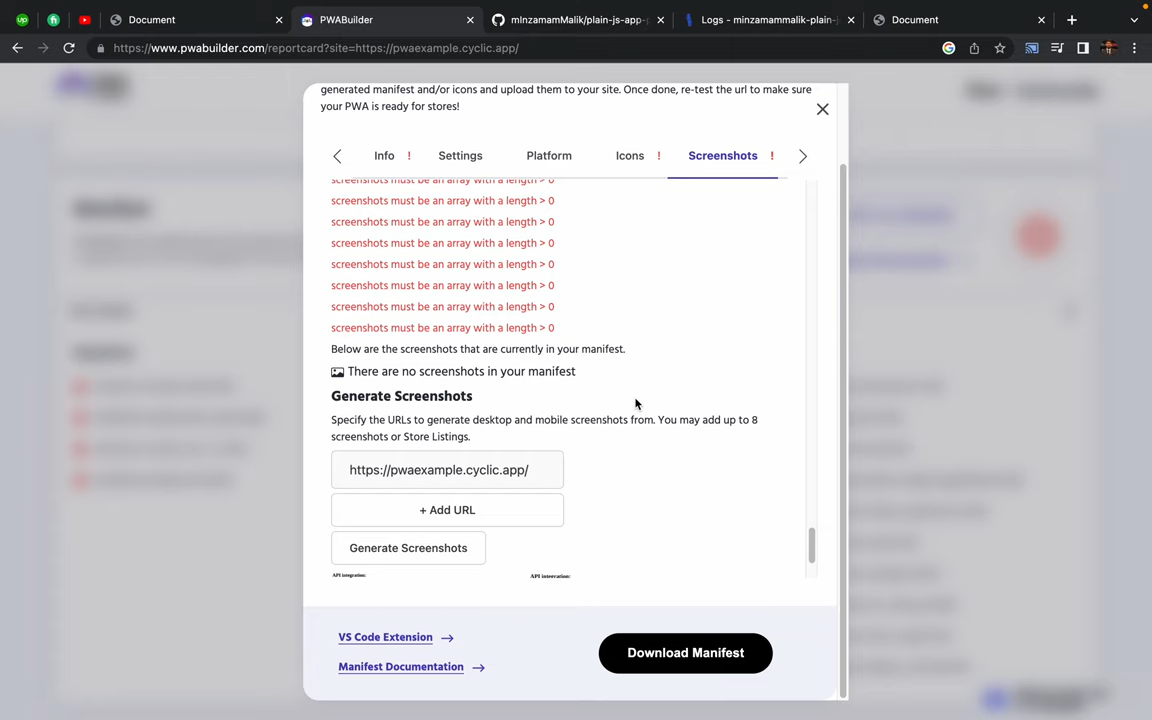 Document
PWABuilder
mInzamamMalik/plain-js-app-
Logs - minzamammalik-plain-
Document
https://www.pwabuilder.com/reportcard?site=https://pwaexample.cyclic.app/
generated manifest and/or icons and upload them to your site. Once done, re-test the url to make sure
your PWA is ready for stores!
Info !
Settings
Platform
Icons !
Screenshots !
screenshots must be an array with a length > 0
screenshots must be an array with a length > 0
screenshots must be an array with a length > 0
screenshots must be an array with a length > 0
screenshots must be an array with a length > 0
screenshots must be an array with a length > 0
screenshots must be an array with a length > 0
screenshots must be an array with a length > 0
Below are the screenshots that are currently in your manifest.
There are no screenshots in your manifest
Generate Screenshots
Specify the URLs to generate desktop and mobile screenshots from. You may add up to 8
screenshots or Store Listings.
https://pwaexample.cyclic.app/
+ Add URL
Generate Screenshots
API integration:
API integration:
VS Code Extension
Manifest Documentation
Download Manifest